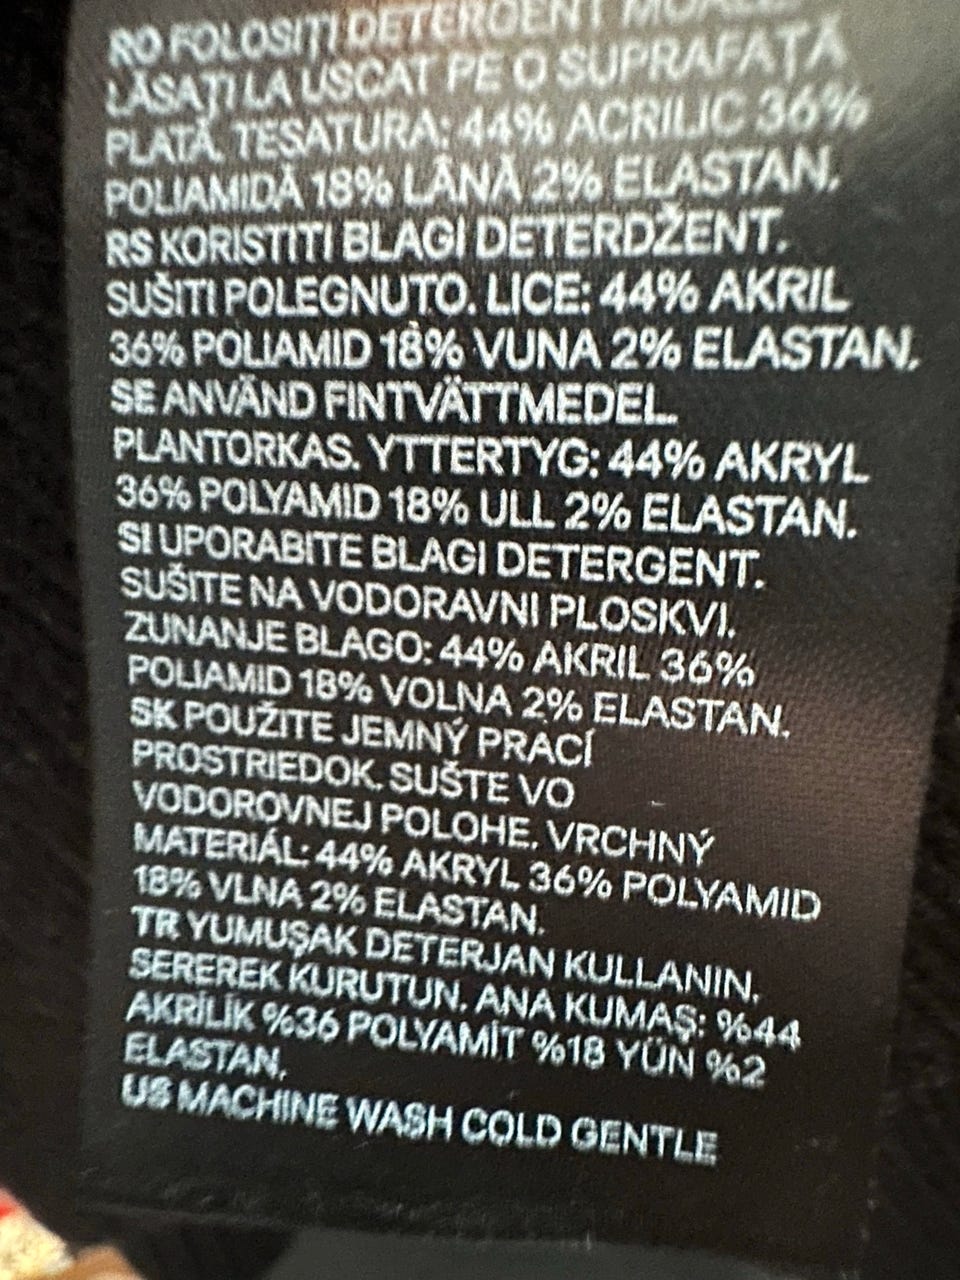 RO FOLOSIȚI DETERGENT
LĂSAȚI LA USCAT PE O SUPRAFAȚĂ
PLATĂ. TESATURA: 44% ACRILIC 36%
POLIAMIDĂ 18% LÂNĂ 2% ELASTAN.
RS KORISTITI BLAGI DETERDŽENT.
SUŠITI POLEGNUTO. LICE: 44% AKRIL
36% POLIAMID 18% VUNA 2% ELASTAN.
SE ANVÄND FINTVÄTTMEDEL.
PLANTORKAS. YTTERTYG: 44% AKRYL
36% POLYAMID 18% ULL 2% ELASTAN.
SI UPORABITE BLAGI DETERGENT.
SUŠITE NA VODORAVNI PLOSKVI.
ZUNANJE BLAGO: 44% AKRIL 36%
POLIAMID 18% VOLNA 2% ELASTAN.
SK POUŽITE JEMNÝ PRACÍ
PROSTRIEDOK. SUŠTE VO
VODOROVNEJ POLOHE. VRCHNÝ
MATERIÁL: 44% AKRYL 36% POLYAMID
18% VLNA 2% ELASTAN.
TR YUMUŞAK DETERJAN KULLANIN.
SEREREK KURUTUN. ANA KUMAŞ: %44
AKRİLİK %36 POLYAMİT %18 YÜN %2
ELASTAN.
US MACHINE WASH COLD GENTLE